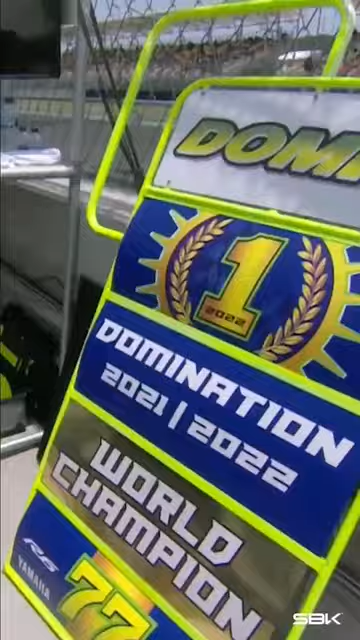 DOMI
1
2022
DOMINATION
2021 | 2022
WORLD
CHAMPION
R6
YAMAHA
77
SBK